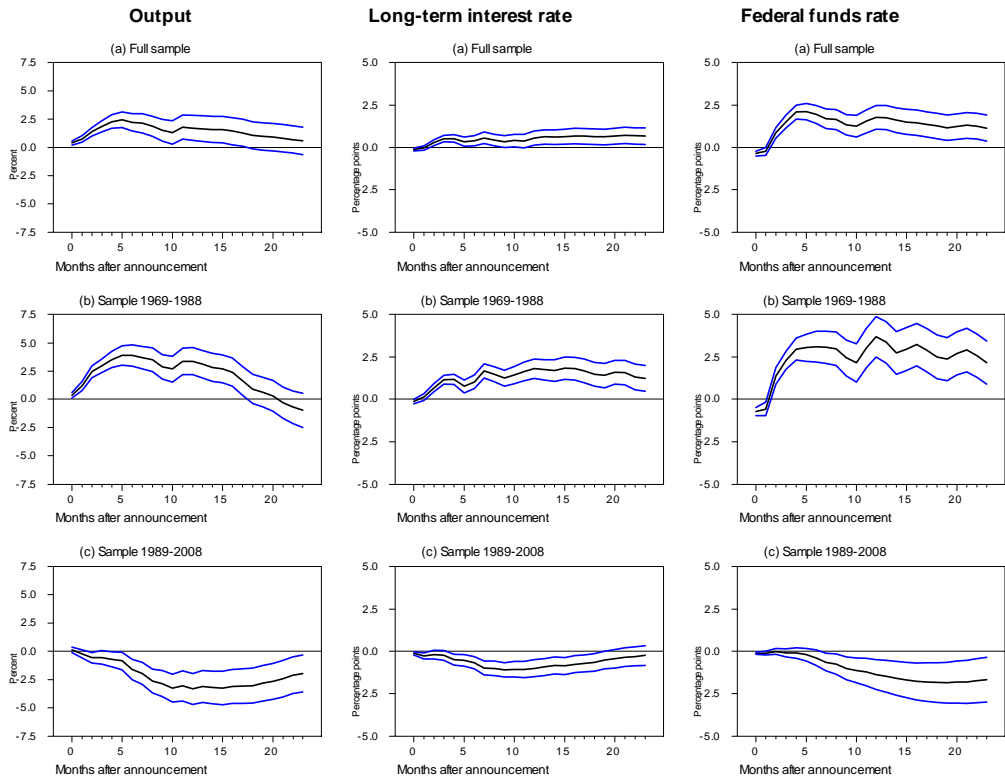 Output
Long-term interest rate
Federal funds rate
(a) Full sample
7.5
5.0
2.5
0.0
-2.5
-5.0
-7.5
Percent
0 5 10 15 20
Months after announcement
(a) Full sample
5.0
2.5
0.0
-2.5
-5.0
Percentage points
0 5 10 15 20
Months after announcement
(a) Full sample
5.0
2.5
0.0
-2.5
-5.0
Percentage points
0 5 10 15 20
Months after announcement
(b) Sample 1969-1988
7.5
5.0
2.5
0.0
-2.5
-5.0
-7.5
Percent
0 5 10 15 20
Months after announcement
(b) Sample 1969-1988
5.0
2.5
0.0
-2.5
-5.0
Percentage points
0 5 10 15 20
Months after announcement
(b) Sample 1969-1988
5.0
2.5
0.0
-2.5
-5.0
Percentage points
0 5 10 15 20
Months after announcement
(c) Sample 1989-2008
7.5
5.0
2.5
0.0
-2.5
-5.0
-7.5
Percent
0 5 10 15 20
Months after announcement
(c) Sample 1989-2008
5.0
2.5
0.0
-2.5
-5.0
Percentage points
0 5 10 15 20
Months after announcement
(c) Sample 1989-2008
5.0
2.5
0.0
-2.5
-5.0
Percentage points
0 5 10 15 20
Months after announcement